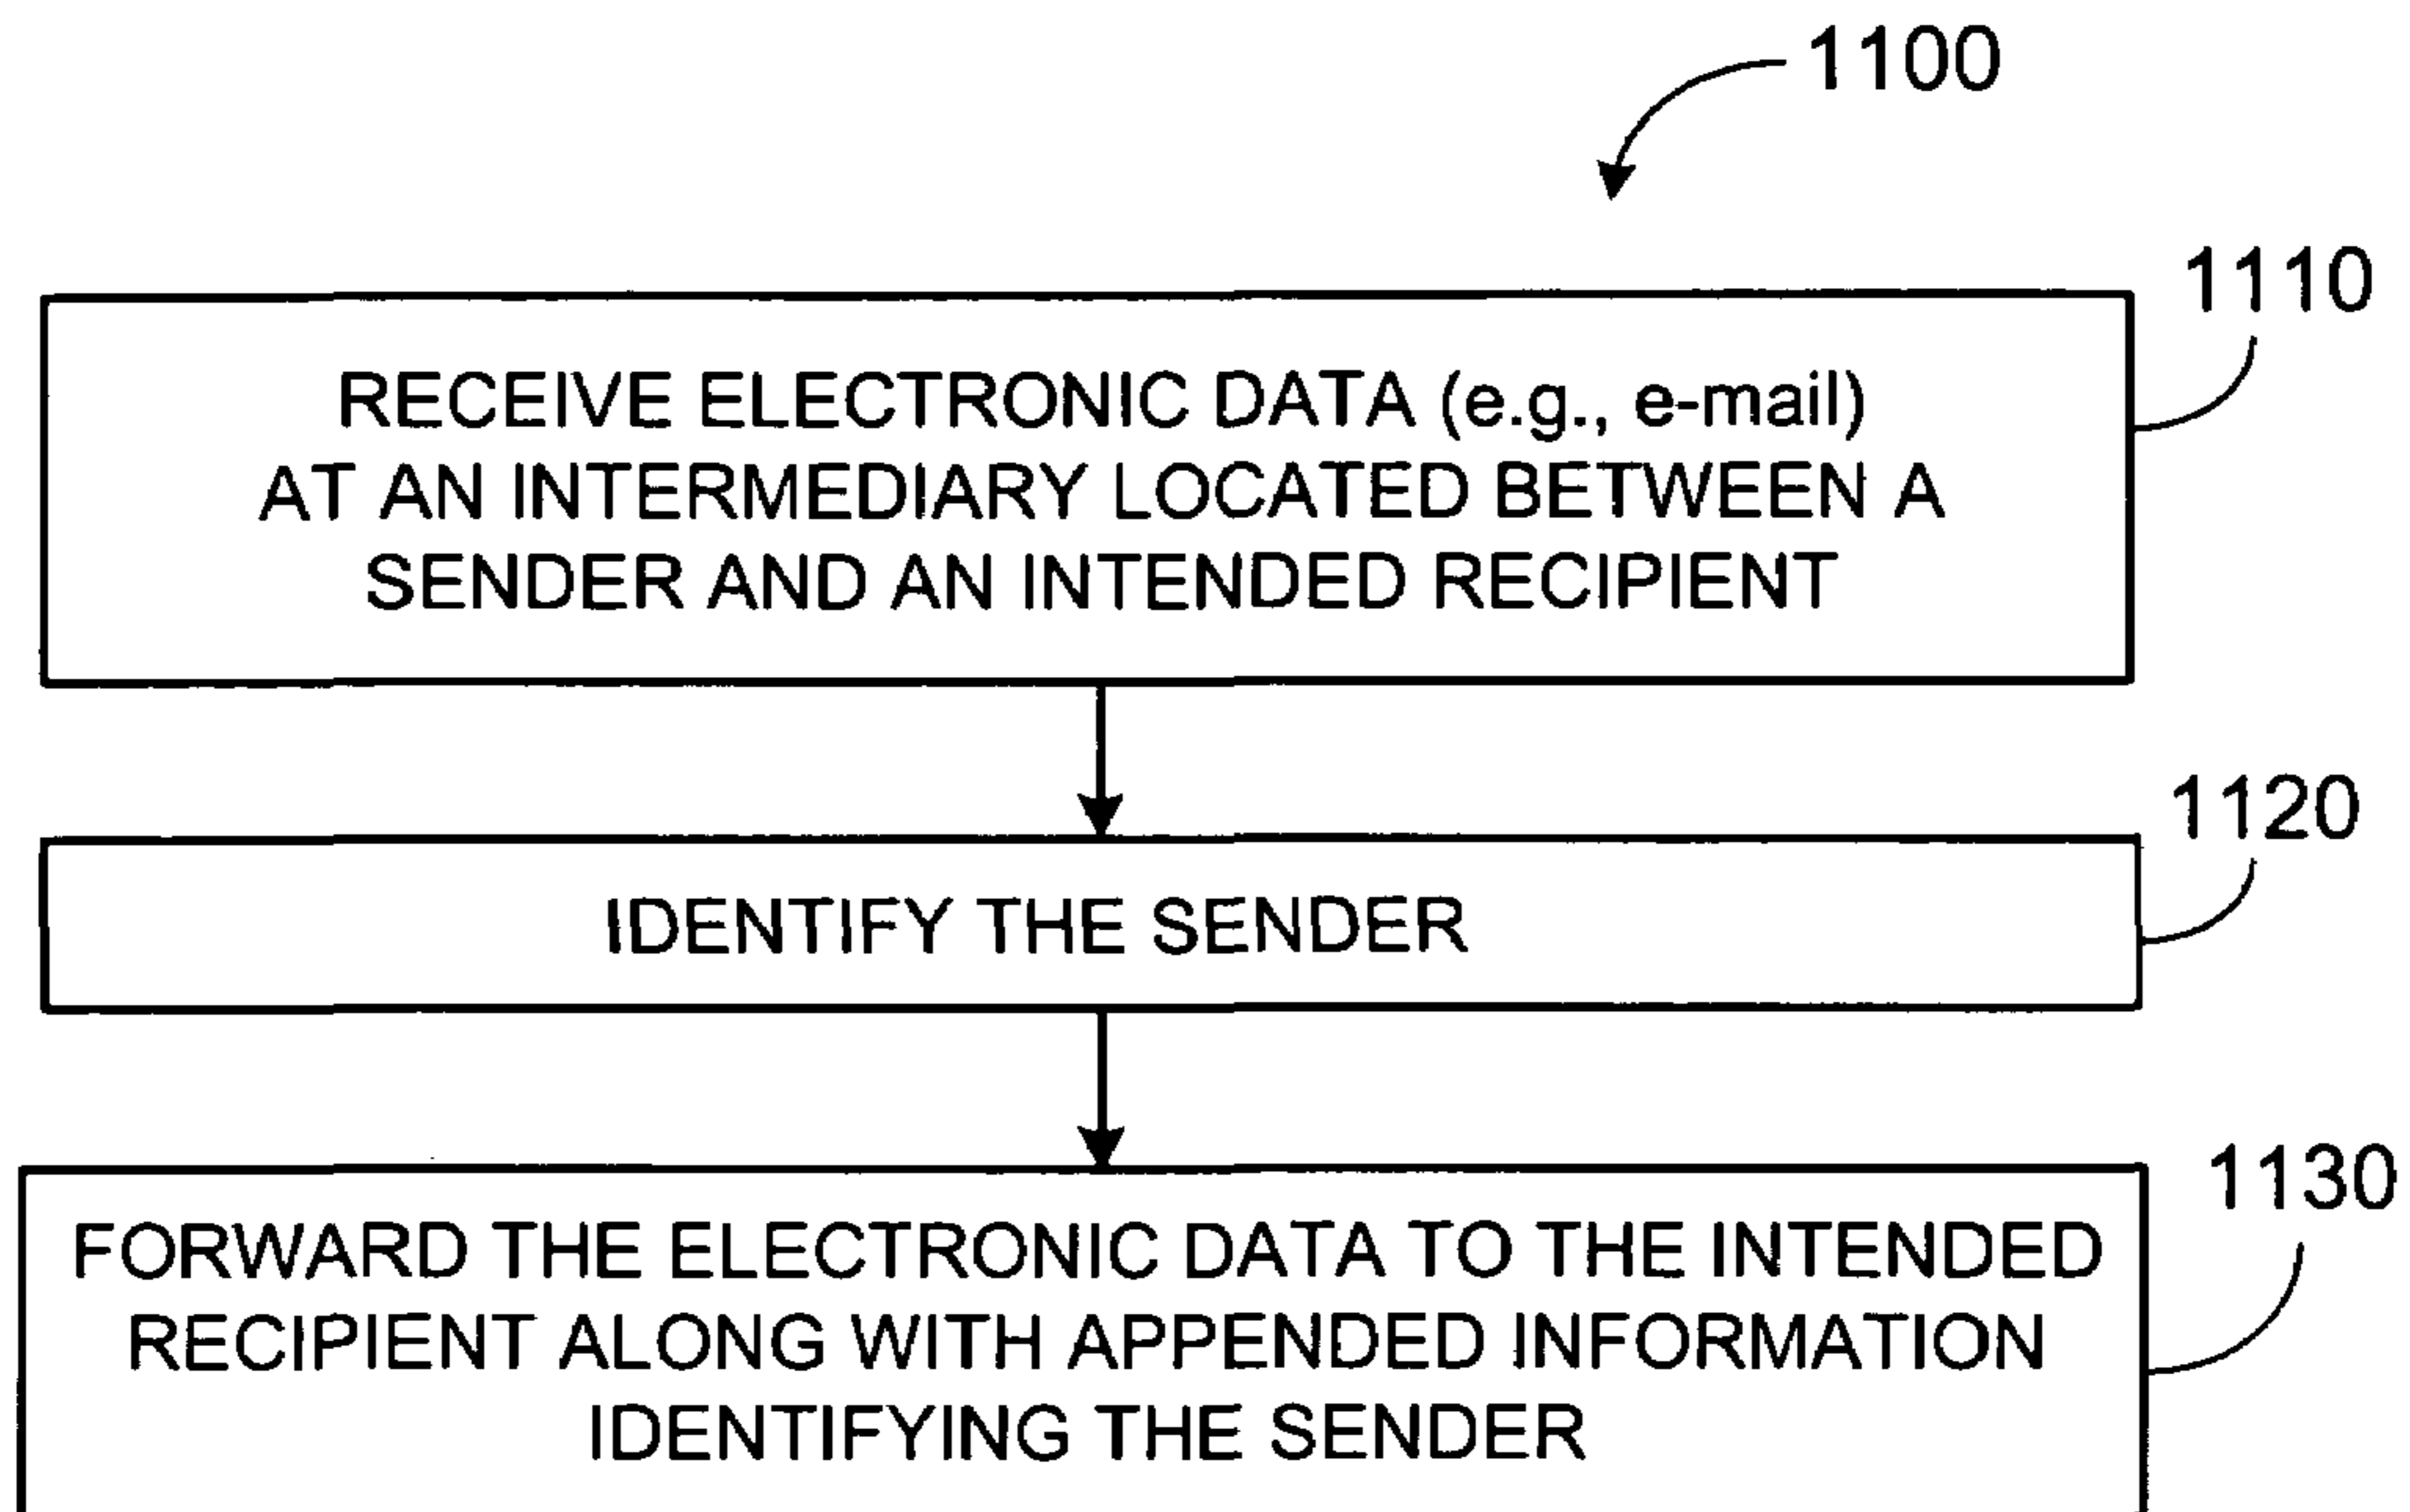 1100
1110
RECEIVE ELECTRONIC DATA (e.g., e-mail)
AT AN INTERMEDIARY LOCATED BETWEEN A
SENDER AND AN INTENDED RECIPIENT
1120
IDENTIFY THE SENDER
1130
FORWARD THE ELECTRONIC DATA TO THE INTENDED
RECIPIENT ALONG WITH APPENDED INFORMATION
IDENTIFYING THE SENDER